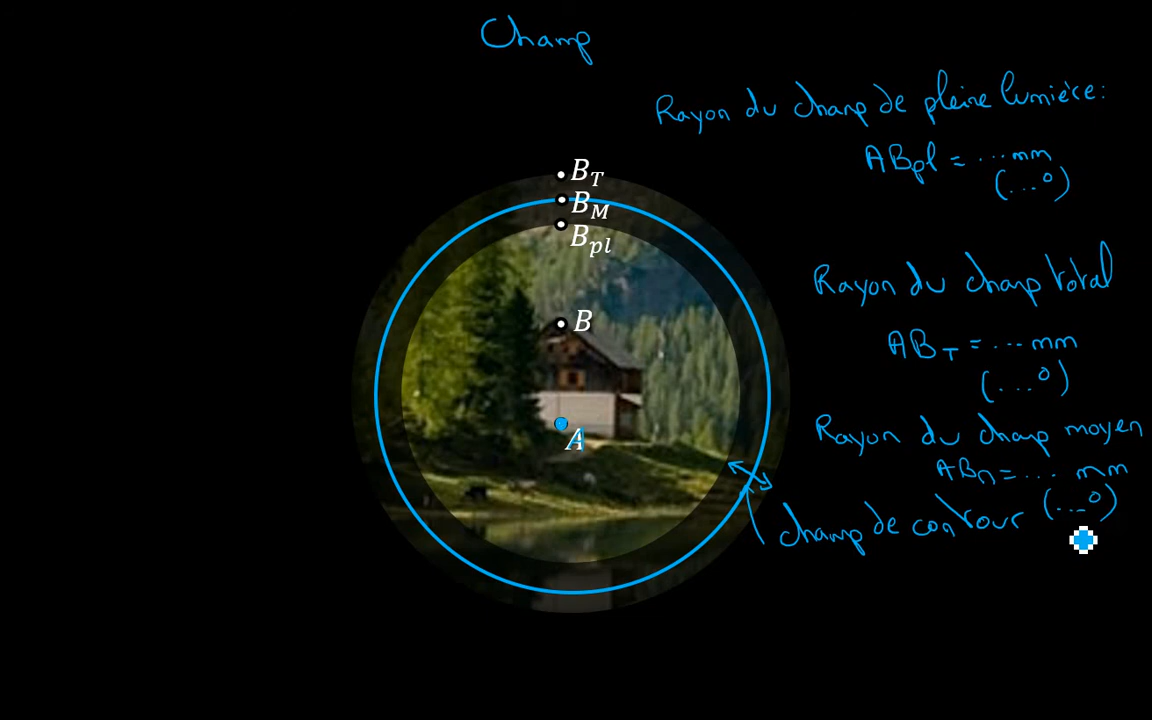 Champ
Rayon du champ de pleine lumière:
ABpl = ... mm
(...°)
B_T
B_M
B_pl
Rayon du champ total
B
AB_T = ... mm
(...°)
Rayon du champ moyen
A
AB_M = ... mm
(...°)
champ de contour